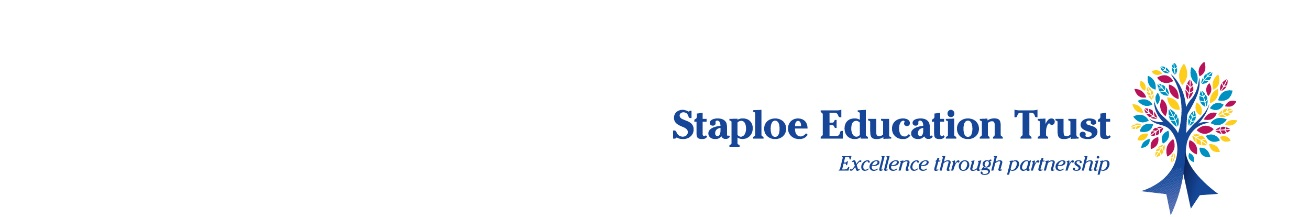 Staploe Education Trust
Excellence through partnership